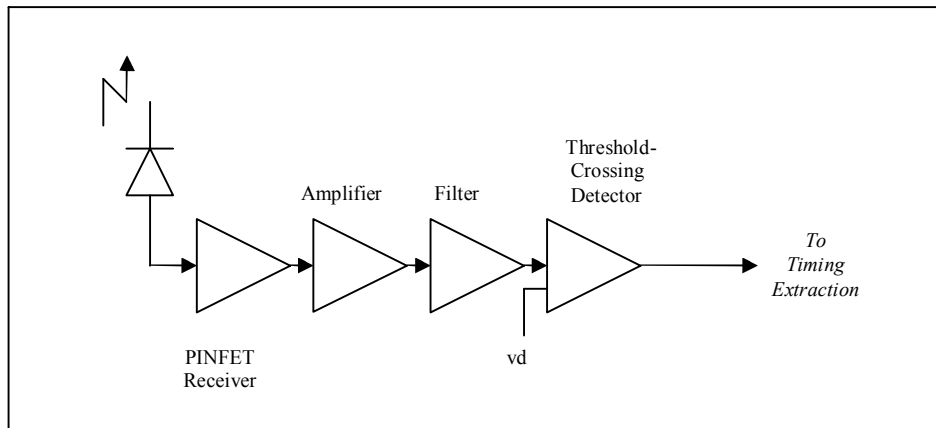 Threshold-
Crossing
Detector
Amplifier
Filter
To
Timing
Extraction
PINFET
Receiver
vd